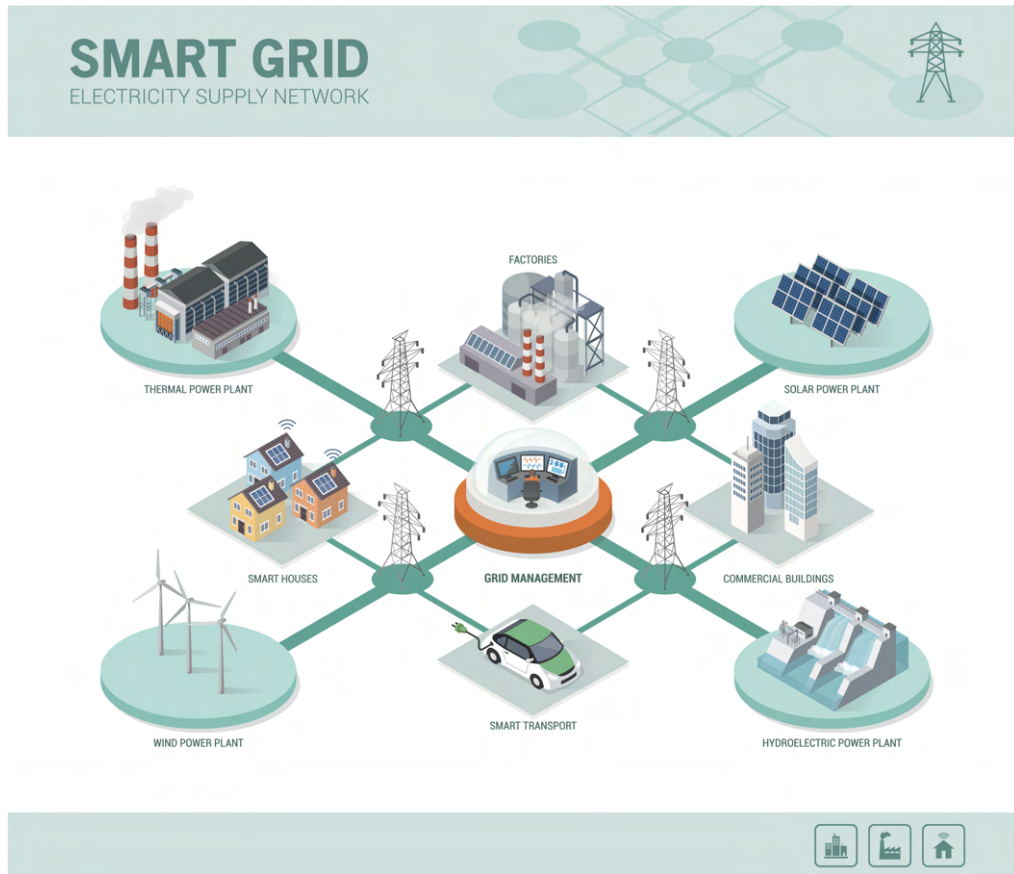 SMART GRID
ELECTRICITY SUPPLY NETWORK
FACTORIES
THERMAL POWER PLANT
SOLAR POWER PLANT
SMART HOUSES
GRID MANAGEMENT
COMMERCIAL BUILDINGS
SMART TRANSPORT
WIND POWER PLANT
HYDROELECTRIC POWER PLANT